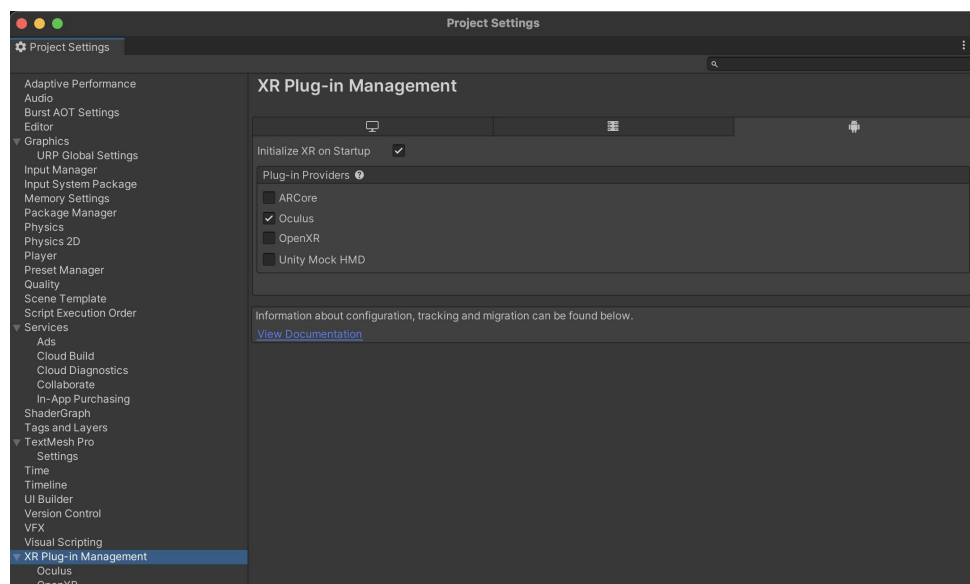 Project Settings
Project Settings
Adaptive Performance
Audio
Burst AOT Settings
Editor
Graphics
URP Global Settings
Input Manager
Input System Package
Memory Settings
Package Manager
Physics
Physics 2D
Player
Preset Manager
Quality
Scene Template
Script Execution Order
Services
Ads
Cloud Build
Cloud Diagnostics
Collaborate
In-App Purchasing
ShaderGraph
Tags and Layers
TextMesh Pro
Settings
Time
Timeline
UI Builder
Version Control
VFX
Visual Scripting
XR Plug-in Management
Oculus
OpenXR
XR Plug-in Management
Initialize XR on Startup
Plug-in Providers
ARCore
Oculus
OpenXR
Unity Mock HMD
Information about configuration, tracking and migration can be found below.
View Documentation